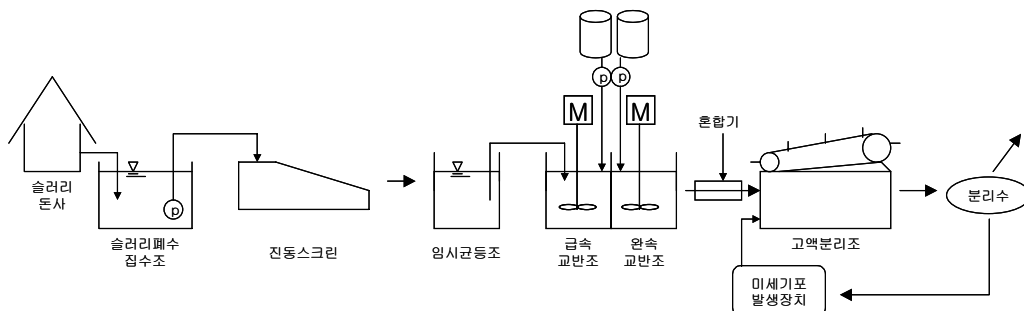 p
p
M
M
혼합기
슬러리
돈사
p
슬러리폐수
집수조
진동스크린
임시균등조
급속
교반조
완속
교반조
고액분리조
분리수
미세기포
발생장치